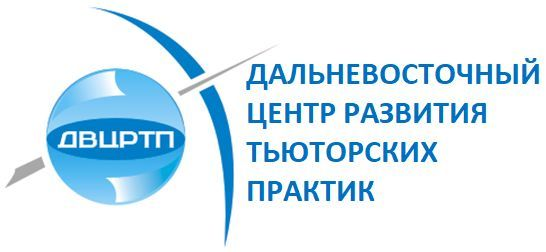 ДВЦРТП
ДАЛЬНЕВОСТОЧНЫЙ
ЦЕНТР РАЗВИТИЯ
ТЬЮТОРСКИХ
ПРАКТИК